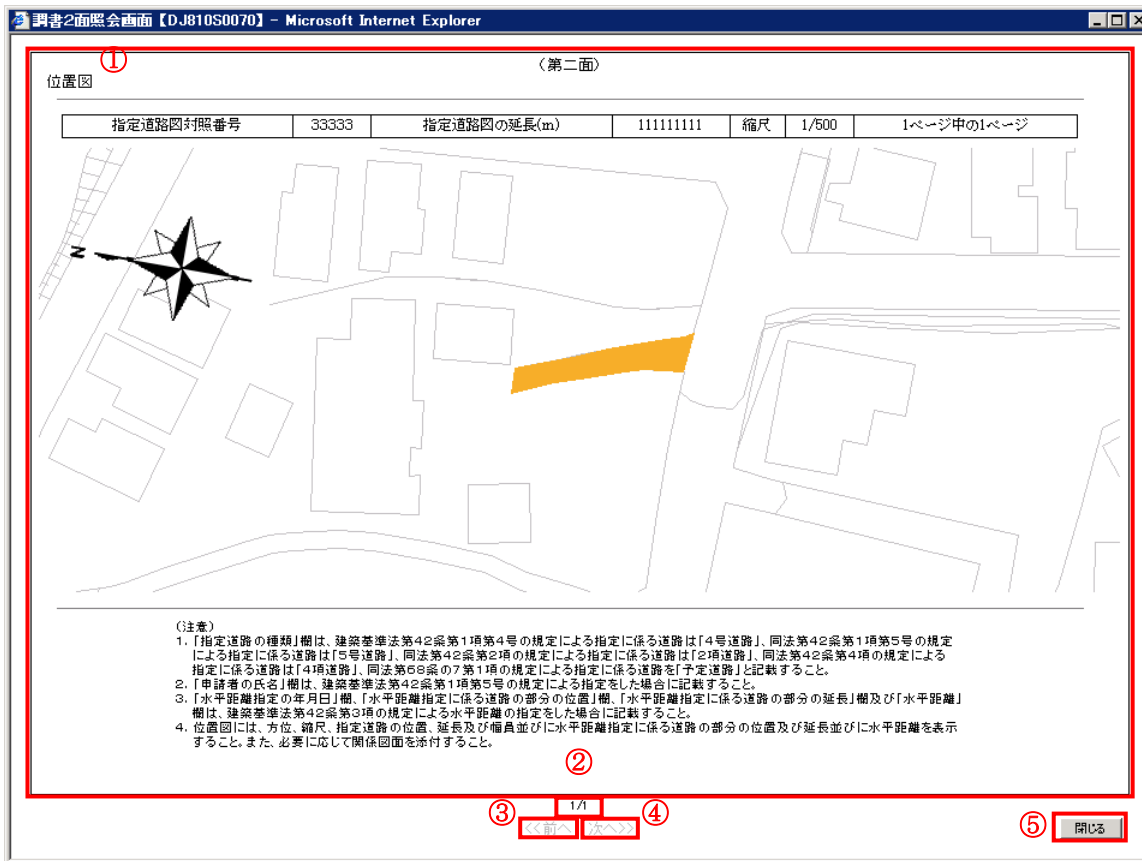 調書2面照会画面【DJ810S0070】 - Microsoft Internet Explorer
①
（第二面）
位置図
指定道路図対照番号 33333 指定道路図の延長(m) 111111111 縮尺 1/500 1ページ中の1ページ
N
（注意）
1. 「指定道路の種類」欄は、建築基準法第42条第1項第4号の規定による指定に係る道路は「4号道路」、同法第42条第1項第5号の規定
による指定に係る道路は「5号道路」、同法第42条第2項の規定による指定に係る道路は「2項道路」、同法第42条第4項の規定による
指定に係る道路は「4項道路」、同法第68条の7第1項の規定による指定に係る道路を「予定道路」と記載すること。
2. 「申請者の氏名」欄は、建築基準法第42条第1項第5号の規定による指定をした場合に記載すること。
3. 「水平距離指定の年月日」欄、「水平距離指定に係る道路の部分の位置」欄、「水平距離指定に係る道路の部分の延長」欄及び「水平距離」
欄は、建築基準法第42条第3項の規定による水平距離の指定をした場合に記載すること。
4. 位置図には、方位、縮尺、指定道路の位置、延長及び幅員並びに水平距離指定に係る道路の部分の位置及び延長並びに水平距離を表示
すること。また、必要に応じて関係図面を添付すること。
②
1/1
③ <<前へ 次へ>> ④
⑤ 閉じる